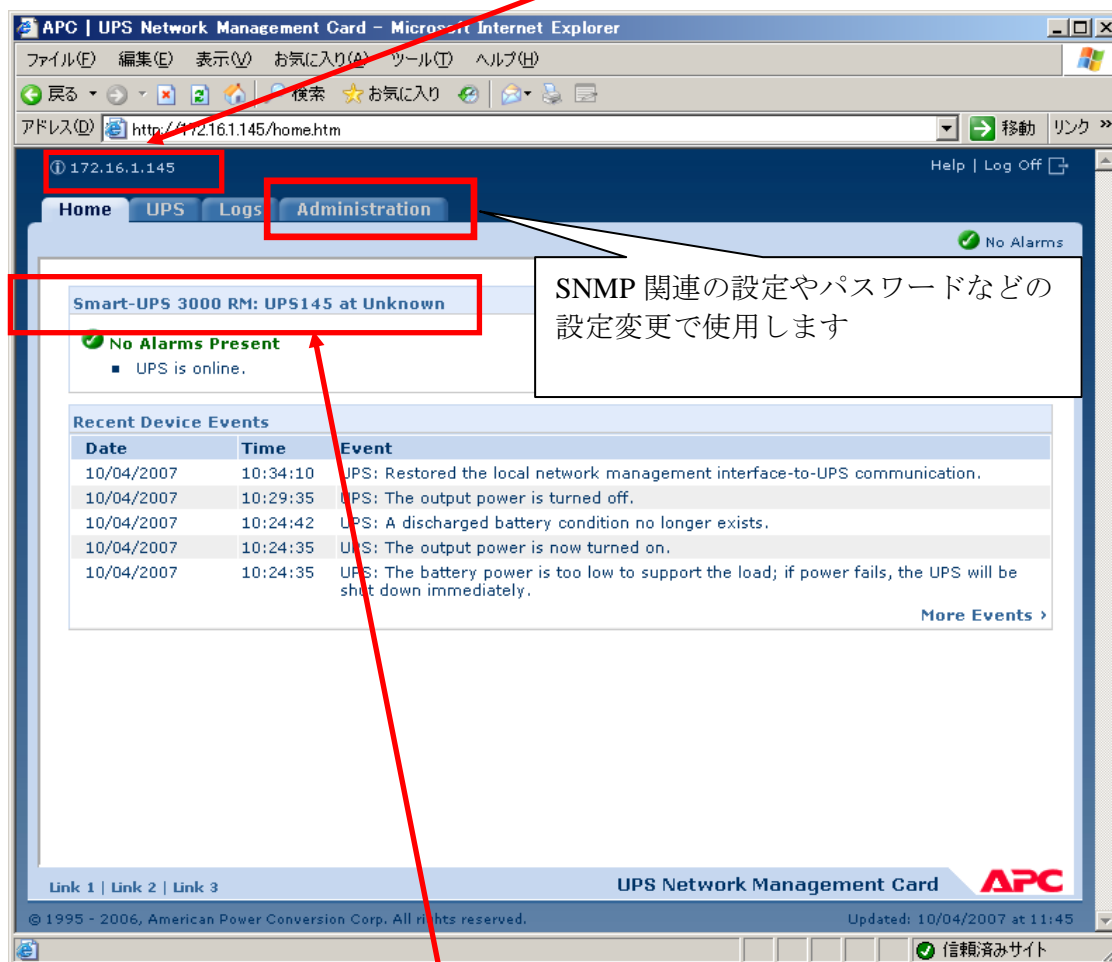 APC | UPS Network Management Card - Microsoft Internet Explorer
ファイル(F) 編集(E) 表示(V) お気に入り(A) ツール(T) ヘルプ(H)
戻る 検索 お気に入り
アドレス(D) http://172.16.1.145/home.htm 移動 リンク »
172.16.1.145 Help | Log Off
Home UPS Logs Administration
No Alarms
SNMP 関連の設定やパスワードなどの
設定変更で使用します
Smart-UPS 3000 RM: UPS145 at Unknown
No Alarms Present
UPS is online.
Recent Device Events
Date Time Event
10/04/2007 10:34:10 UPS: Restored the local network management interface-to-UPS communication.
10/04/2007 10:29:35 UPS: The output power is turned off.
10/04/2007 10:24:42 UPS: A discharged battery condition no longer exists.
10/04/2007 10:24:35 UPS: The output power is now turned on.
10/04/2007 10:24:35 UPS: The battery power is too low to support the load; if power fails, the UPS will be
shut down immediately.
More Events ›
Link 1 | Link 2 | Link 3 UPS Network Management Card APC
© 1995 - 2006, American Power Conversion Corp. All rights reserved. Updated: 10/04/2007 at 11:45
信頼済みサイト